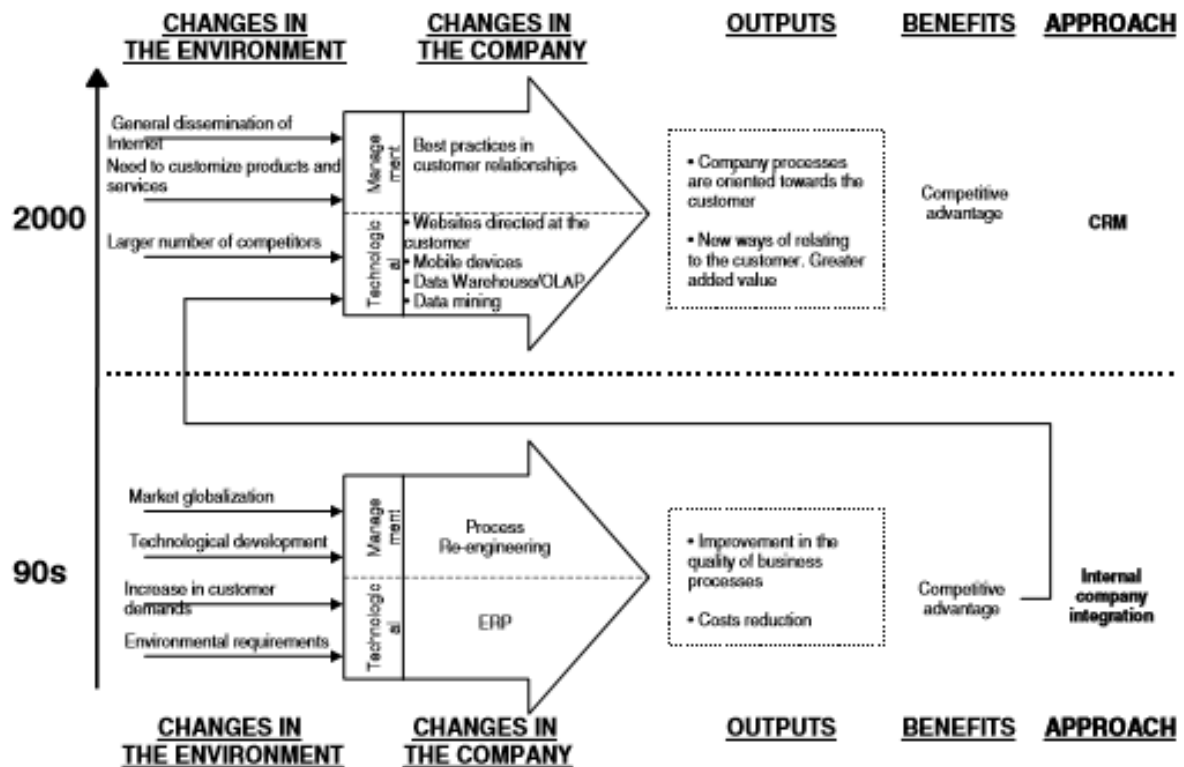 CHANGES IN
THE ENVIRONMENT
CHANGES IN
THE COMPANY
OUTPUTS
BENEFITS
APPROACH
2000
General dissemination of
Internet
Need to customize products and
services
Larger number of competitors
Manage
ment
Technologic
al
Best practices in
customer relationships
• Websites directed at the
customer
• Mobile devices
• Data Warehouse/OLAP
• Data mining
• Company processes
are oriented towards the
customer
• New ways of relating
to the customer. Greater
added value
Competitive
advantage
CRM
90s
Market globalization
Technological development
Increase in customer
demands
Environmental requirements
Manage
ment
Technologic
al
Process
Re-engineering
ERP
• Improvement in the
quality of business
processes
• Costs reduction
Competitive
advantage
Internal
company
integration
CHANGES IN
THE ENVIRONMENT
CHANGES IN
THE COMPANY
OUTPUTS
BENEFITS
APPROACH